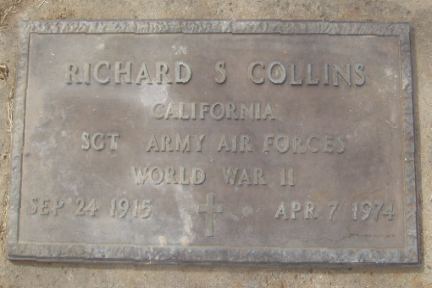 RICHARD S COLLINS
CALIFORNIA
SGT ARMY AIR FORCES
WORLD WAR II
SEP 24 1915 APR 7 1974